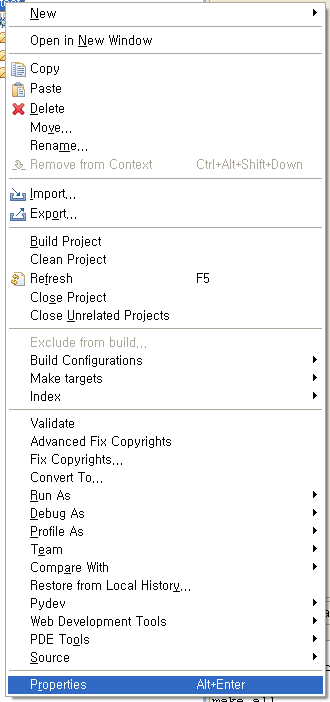 New
Open in New Window
Copy
Paste
Delete
Move...
Rename...
Remove from Context Ctrl+Alt+Shift+Down
Import...
Export...
Build Project
Clean Project
Refresh F5
Close Project
Close Unrelated Projects
Exclude from build...
Build Configurations
Make targets
Index
Validate
Advanced Fix Copyrights
Fix Copyrights...
Convert To...
Run As
Debug As
Profile As
Team
Compare With
Restore from Local History...
Pydev
Web Development Tools
PDE Tools
Source
Properties Alt+Enter
make all